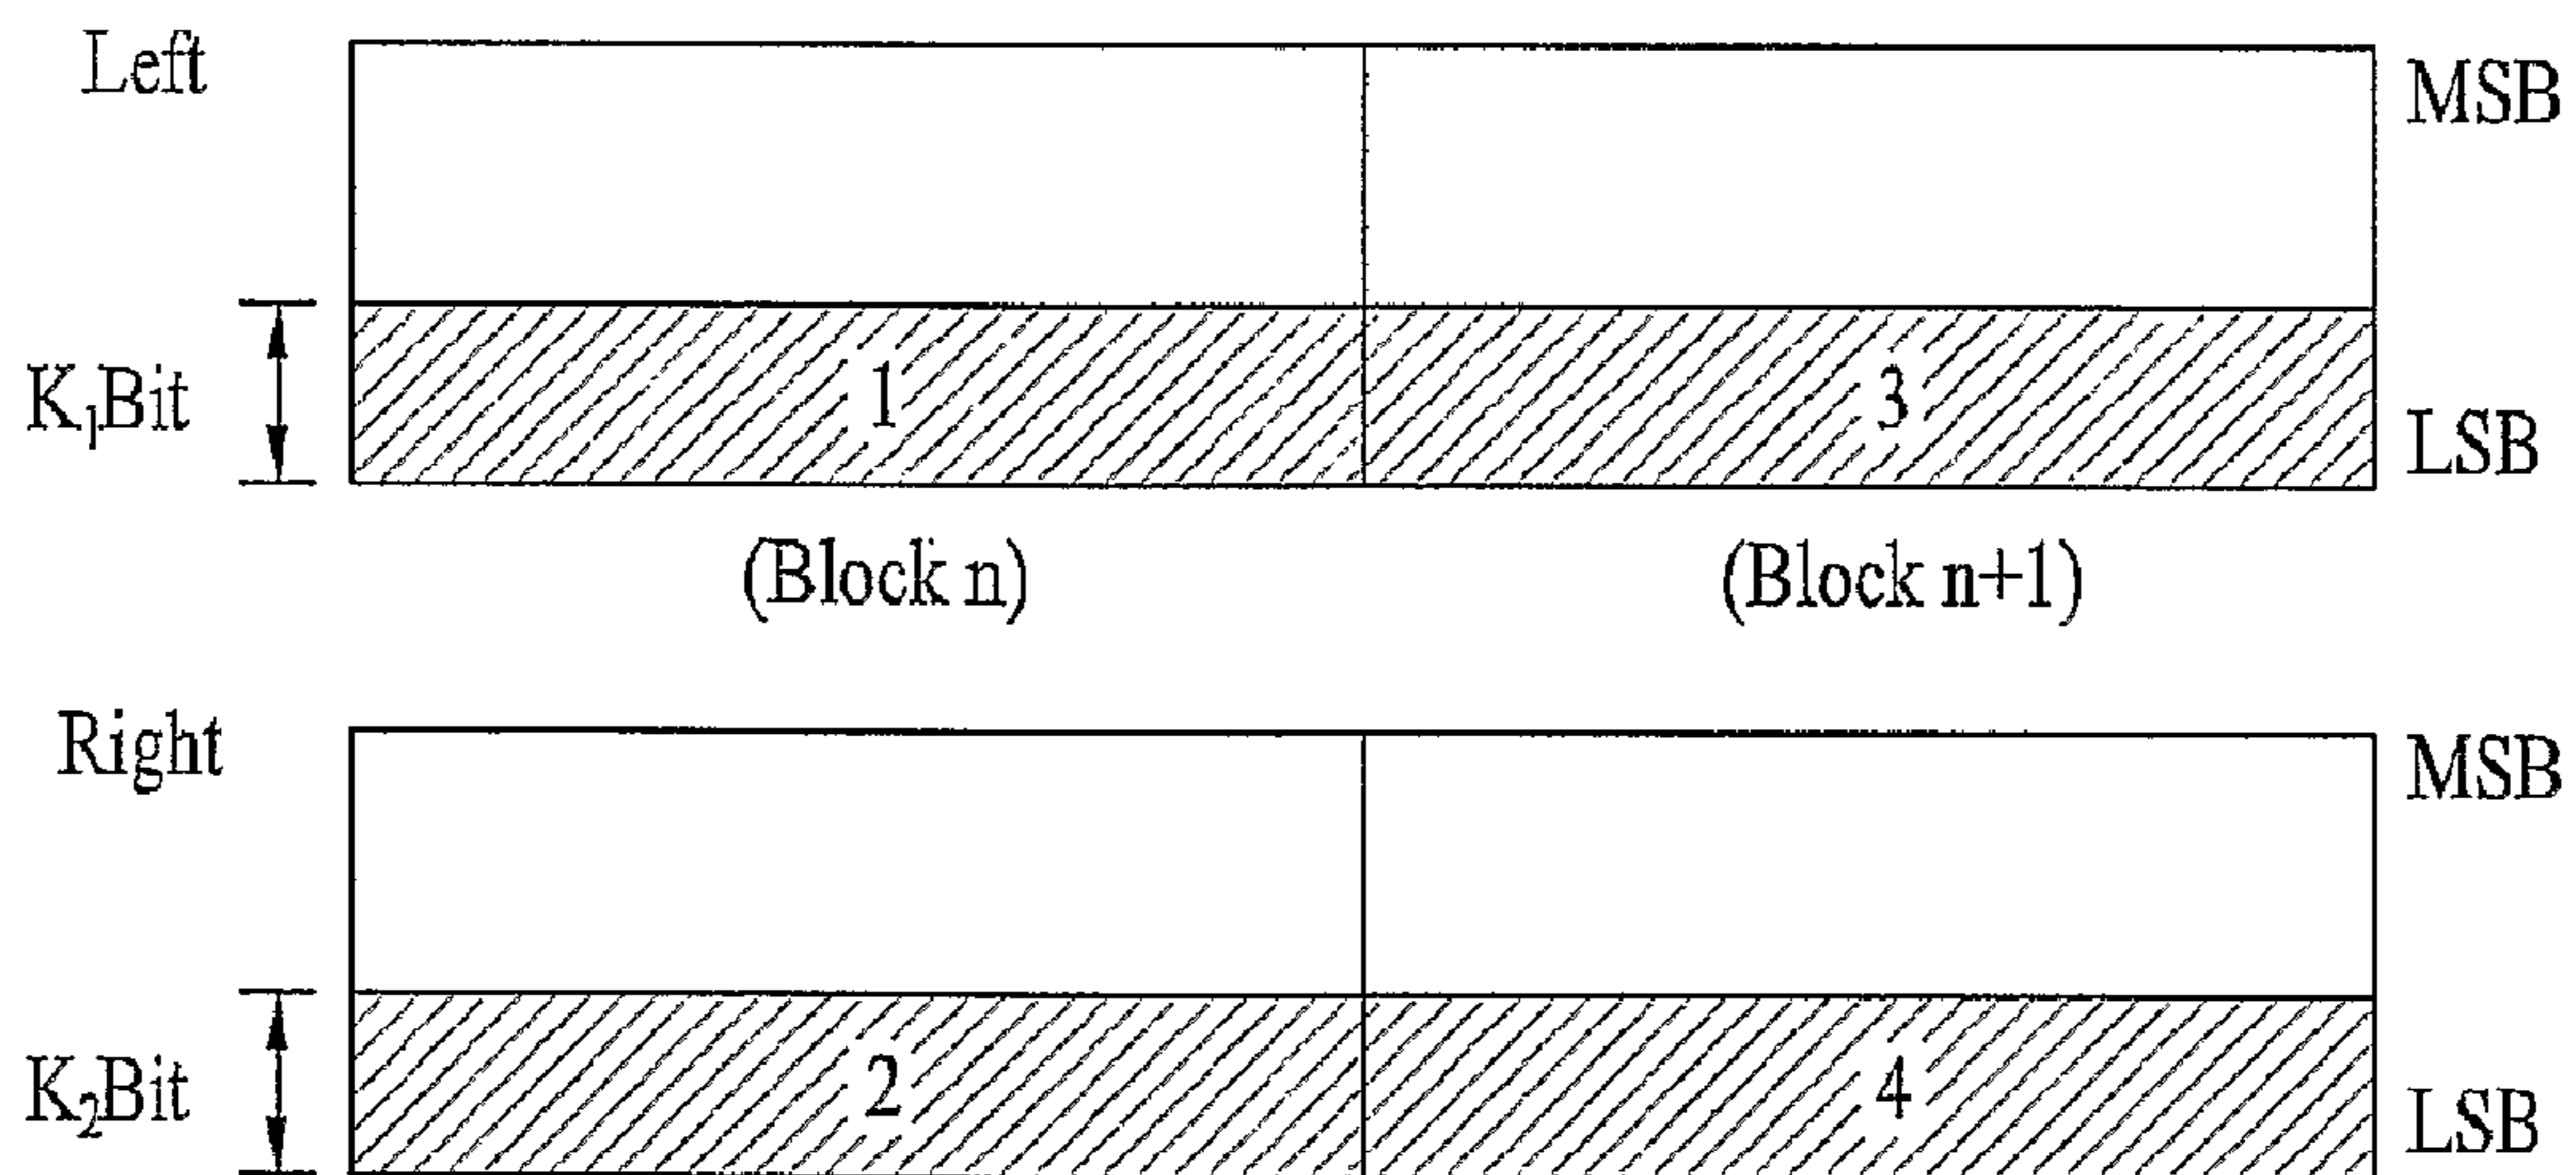 Left MSB
K₁Bit 1 3 LSB
(Block n) (Block n+1)
Right MSB
K₂Bit 2 4 LSB